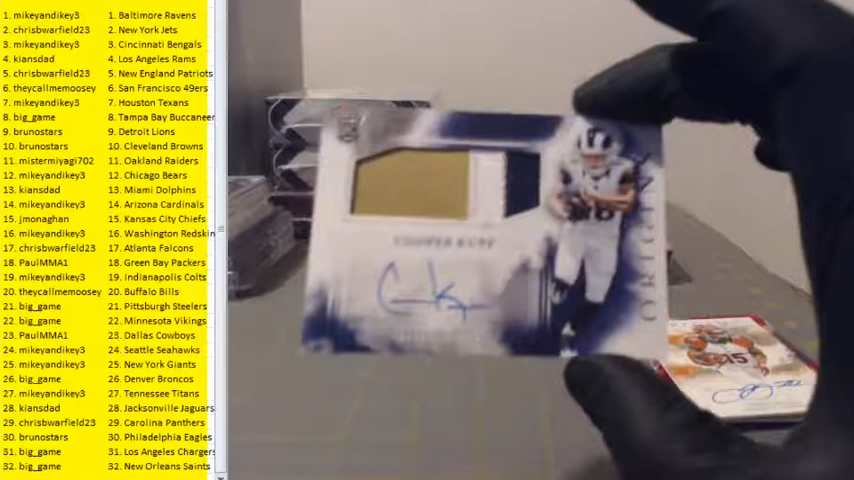 1. mikeyandikey3 1. Baltimore Ravens
2. chrisbwarfield23 2. New York Jets
3. mikeyandikey3 3. Cincinnati Bengals
4. kiansd 4. Los Angeles Rams
5. chrisbwarfield23 5. New England Patriots
6. theycallmemoosey 6. San Francisco 49ers
7. mikeyandikey3 7. Houston Texans
8. big_game 8. Tampa Bay Buccaneer
9. brunostars 9. Detroit Lions
10. brunostars 10. Cleveland Browns
11. mistermiyagi702 11. Oakland Raiders
12. mikeyandikey3 12. Chicago Bears
13. kiansd 13. Miami Dolphins
14. mikeyandikey3 14. Arizona Cardinals
15. jmonaghan 15. Kansas City Chiefs
16. mikeyandikey3 16. Washington Redskin
17. chrisbwarfield23 17. Atlanta Falcons
18. PaulMMA1 18. Green Bay Packers
19. mikeyandikey3 19. Indianapolis Colts
20. theycallmemoosey 20. Buffalo Bills
21. big_game 21. Pittsburgh Steelers
22. big_game 22. Minnesota Vikings
23. PaulMMA1 23. Dallas Cowboys
24. mikeyandikey3 24. Seattle Seahawks
25. mikeyandikey3 25. New York Giants
26. big_game 26. Denver Broncos
27. mikeyandikey3 27. Tennessee Titans
28. kiansd 28. Jacksonville Jaguars
29. chrisbwarfield23 29. Carolina Panthers
30. brunostars 30. Philadelphia Eagles
31. big_game 31. Los Angeles Chargers
32. big_game 32. New Orleans Saints
COOPER KUPP
ORIGINS
15